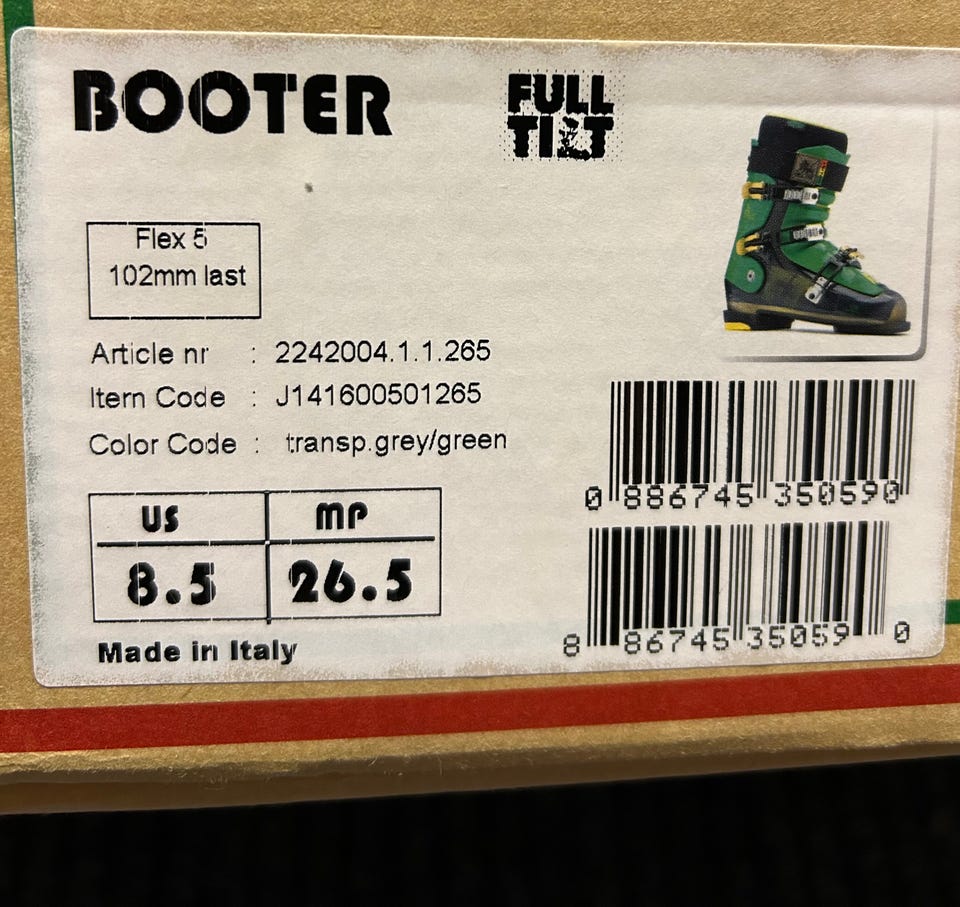 BOOTER
FULL
TILT
Flex 5
102mm last
Article nr : 2242004.1.1.265
Item Code : J141600501265
Color Code : transp.grey/green
US MP
8.5 26.5
Made in Italy
0 886745 350590
8 86745 35059 0